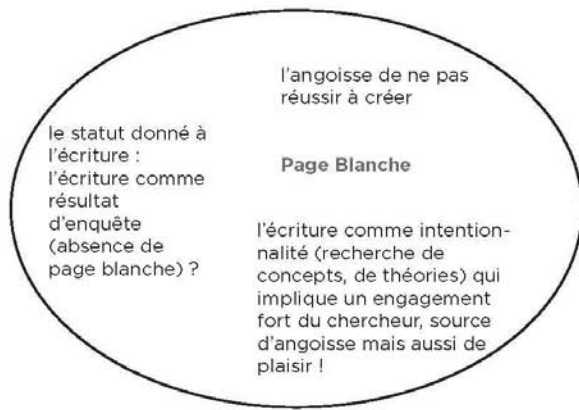 l'angoisse de ne pas
réussir à créer
le statut donné à
l'écriture :
l'écriture comme
résultat
d'enquête
(absence de
page blanche) ?
Page Blanche
l'écriture comme intention-
nalité (recherche de
concepts, de théories) qui
implique un engagement
fort du chercheur, source
d'angoisse mais aussi de
plaisir !